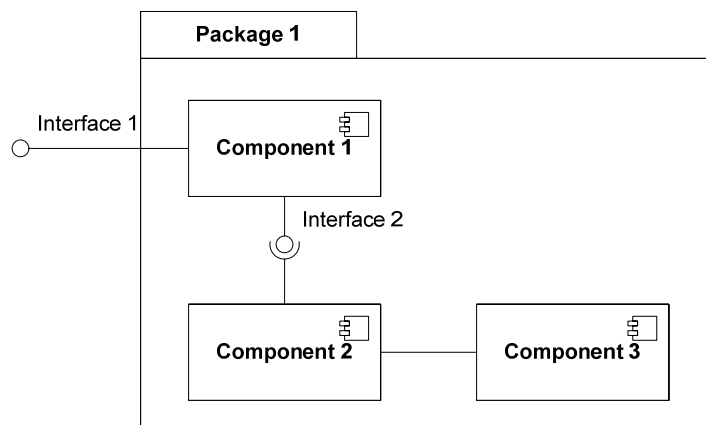 Package 1
Interface 1
Component 1
Interface 2
Component 2
Component 3